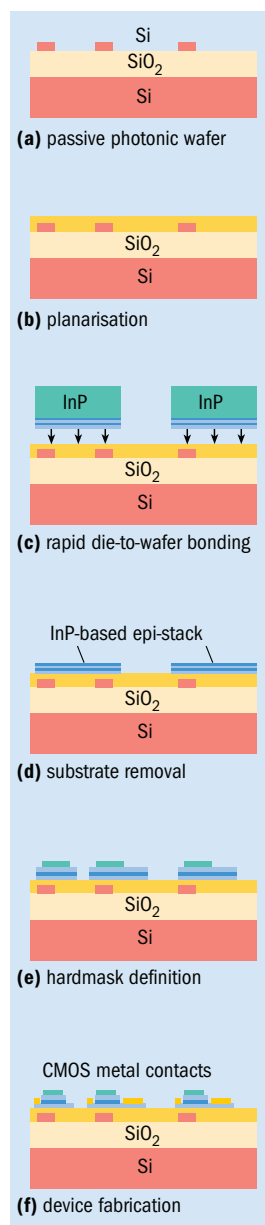 Si
SiO₂
Si
(a) passive photonic wafer
SiO₂
Si
(b) planarisation
InP InP
SiO₂
Si
(c) rapid die-to-wafer bonding
InP-based epi-stack
SiO₂
Si
(d) substrate removal
SiO₂
Si
(e) hardmask definition
CMOS metal contacts
SiO₂
Si
(f) device fabrication